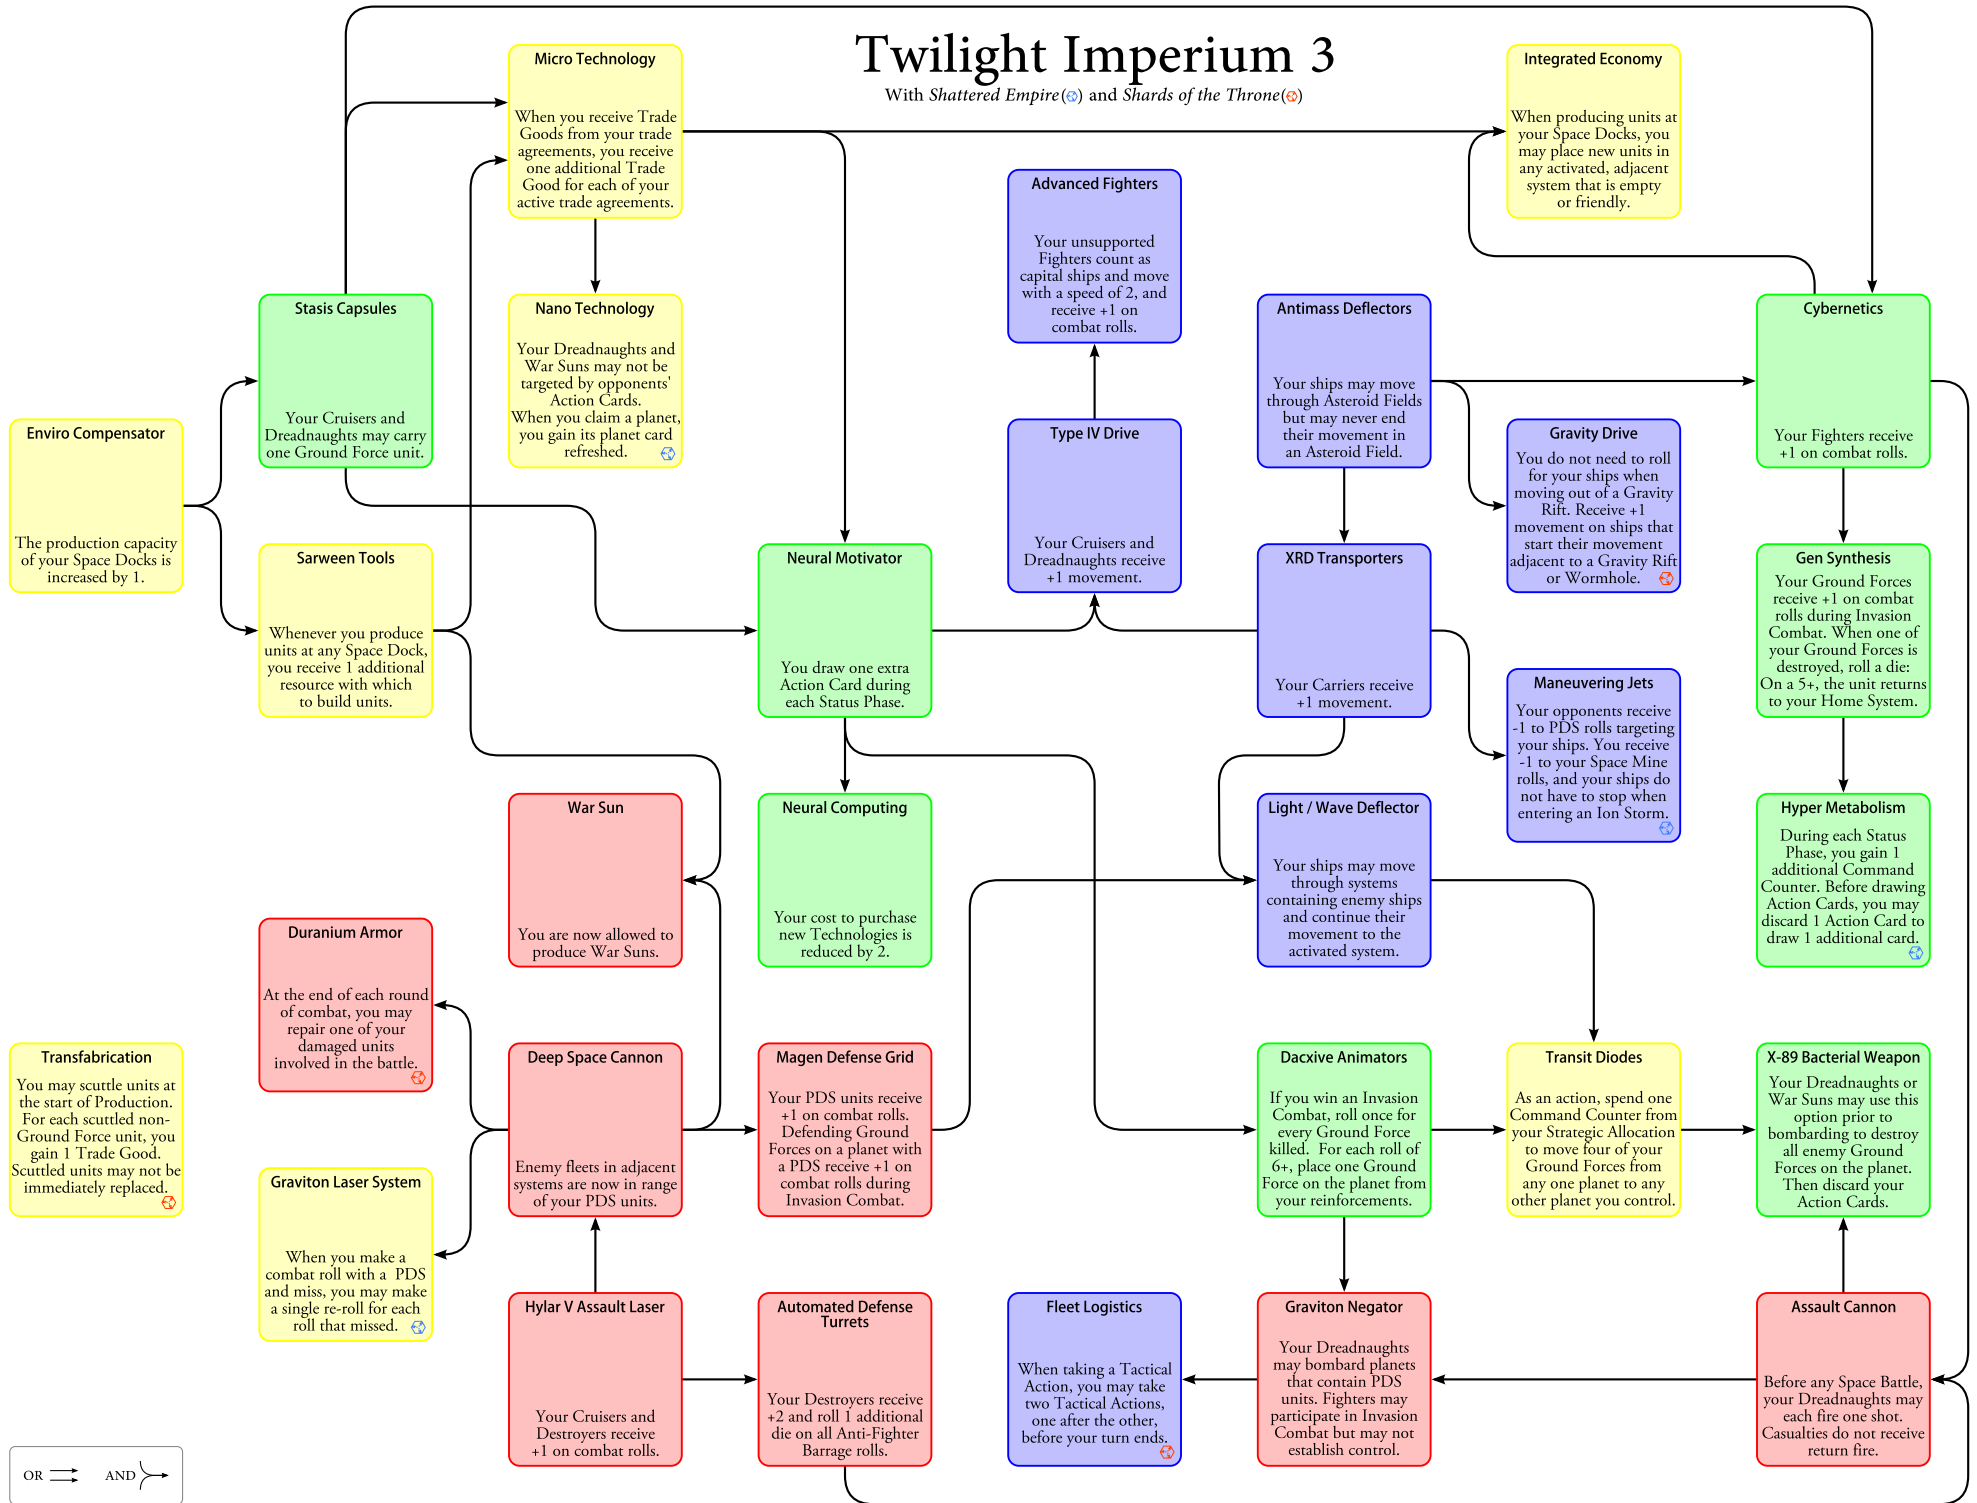 Twilight Imperium 3
With Shattered Empire() and Shards of the Throne()
Micro Technology
When you receive Trade
Goods from your trade
agreements, you receive
one additional Trade
Good for each of your
active trade agreements.
Integrated Economy
When producing units at
your Space Docks, you
may place new units in
any activated, adjacent
system that is empty
or friendly.
Advanced Fighters
Your unsupported
Fighters count as
capital ships and move
with a speed of 2, and
receive +1 on
combat rolls.
Stasis Capsules
Your Cruisers and
Dreadnaughts may carry
one Ground Force unit.
Nano Technology
Your Dreadnaughts and
War Suns may not be
targeted by opponents'
Action Cards.
When you claim a planet,
you gain its planet card
refreshed.
Antimass Deflectors
Your ships may move
through Asteroid Fields
but may never end
their movement in
an Asteroid Field.
Cybernetics
Your Fighters receive
+1 on combat rolls.
Enviro Compensator
The production capacity
of your Space Docks is
increased by 1.
Type IV Drive
Your Cruisers and
Dreadnaughts receive
+1 movement.
Gravity Drive
You do not need to roll
for your ships when
moving out of a Gravity
Rift. Receive +1
movement on ships that
start their movement
adjacent to a Gravity Rift
or Wormhole.
Sarween Tools
Whenever you produce
units at any Space Dock,
you receive 1 additional
resource with which
to build units.
Neural Motivator
You draw one extra
Action Card during
each Status Phase.
XRD Transporters
Your Carriers receive
+1 movement.
Gen Synthesis
Your Ground Forces
receive +1 on combat
rolls during Invasion
Combat. When one of
your Ground Forces is
destroyed, roll a die:
On a 5+, the unit returns
to your Home System.
Maneuvering Jets
Your opponents receive
-1 to PDS rolls targeting
your ships. You receive
-1 to your Space Mine
rolls, and your ships do
not have to stop when
entering an Ion Storm.
War Sun
You are now allowed to
produce War Suns.
Neural Computing
Your cost to purchase
new Technologies is
reduced by 2.
Light / Wave Deflector
Your ships may move
through systems
containing enemy ships
and continue their
movement to the
activated system.
Hyper Metabolism
During each Status
Phase, you gain 1
additional Command
Counter. Before drawing
Action Cards, you may
discard 1 Action Card to
draw 1 additional card.
Duranium Armor
At the end of each round
of combat, you may
repair one of your
damaged units
involved in the battle.
Transfabrication
You may scuttle units at
the start of Production.
For each scuttled non-
Ground Force unit, you
gain 1 Trade Good.
Scuttled units may not be
immediately replaced.
Deep Space Cannon
Enemy fleets in adjacent
systems are now in range
of your PDS units.
Magen Defense Grid
Your PDS units receive
+1 on combat rolls.
Defending Ground
Forces on a planet with
a PDS receive +1 on
combat rolls during
Invasion Combat.
Dacxive Animators
If you win an Invasion
Combat, roll once for
every Ground Force
killed. For each roll of
6+, place one Ground
Force on the planet from
your reinforcements.
Transit Diodes
As an action, spend one
Command Counter from
your Strategic Allocation
to move four of your
Ground Forces from
any one planet to any
other planet you control.
X-89 Bacterial Weapon
Your Dreadnaughts or
War Suns may use this
option prior to
bombarding to destroy
all enemy Ground
Forces on the planet.
Then discard your
Action Cards.
Graviton Laser System
When you make a
combat roll with a PDS
and miss, you may make
a single re-roll for each
roll that missed.
Hylar V Assault Laser
Your Cruisers and
Destroyers receive
+1 on combat rolls.
Automated Defense
Turrets
Your Destroyers receive
+2 and roll 1 additional
die on all Anti-Fighter
Barrage rolls.
Fleet Logistics
When taking a Tactical
Action, you may take
two Tactical Actions,
one after the other,
before your turn ends.
Graviton Negator
Your Dreadnaughts
may bombard planets
that contain PDS
units. Fighters may
participate in Invasion
Combat but may not
establish control.
Assault Cannon
Before any Space Battle,
your Dreadnaughts may
each fire one shot.
Casualties do not receive
return fire.
OR AND